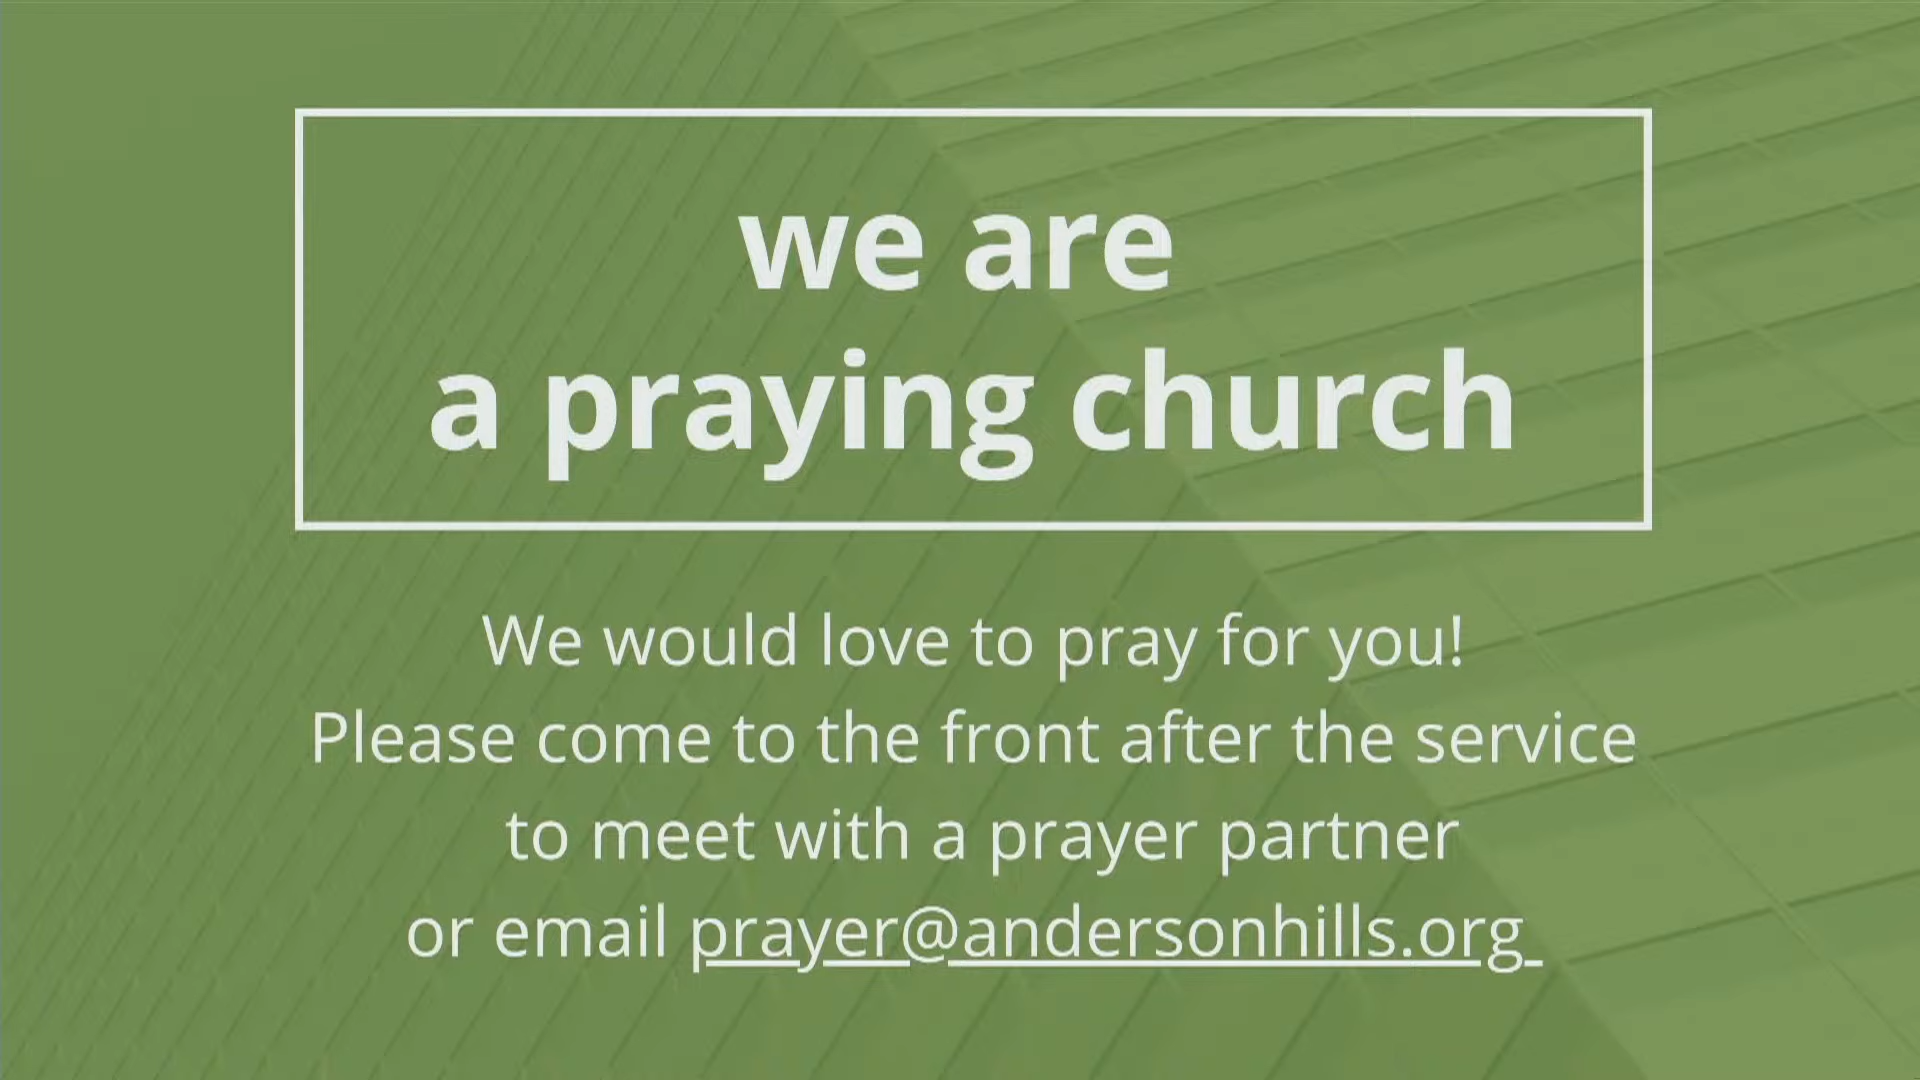 we are
a praying church
We would love to pray for you!
Please come to the front after the service
to meet with a prayer partner
or email prayer@andersonhills.org